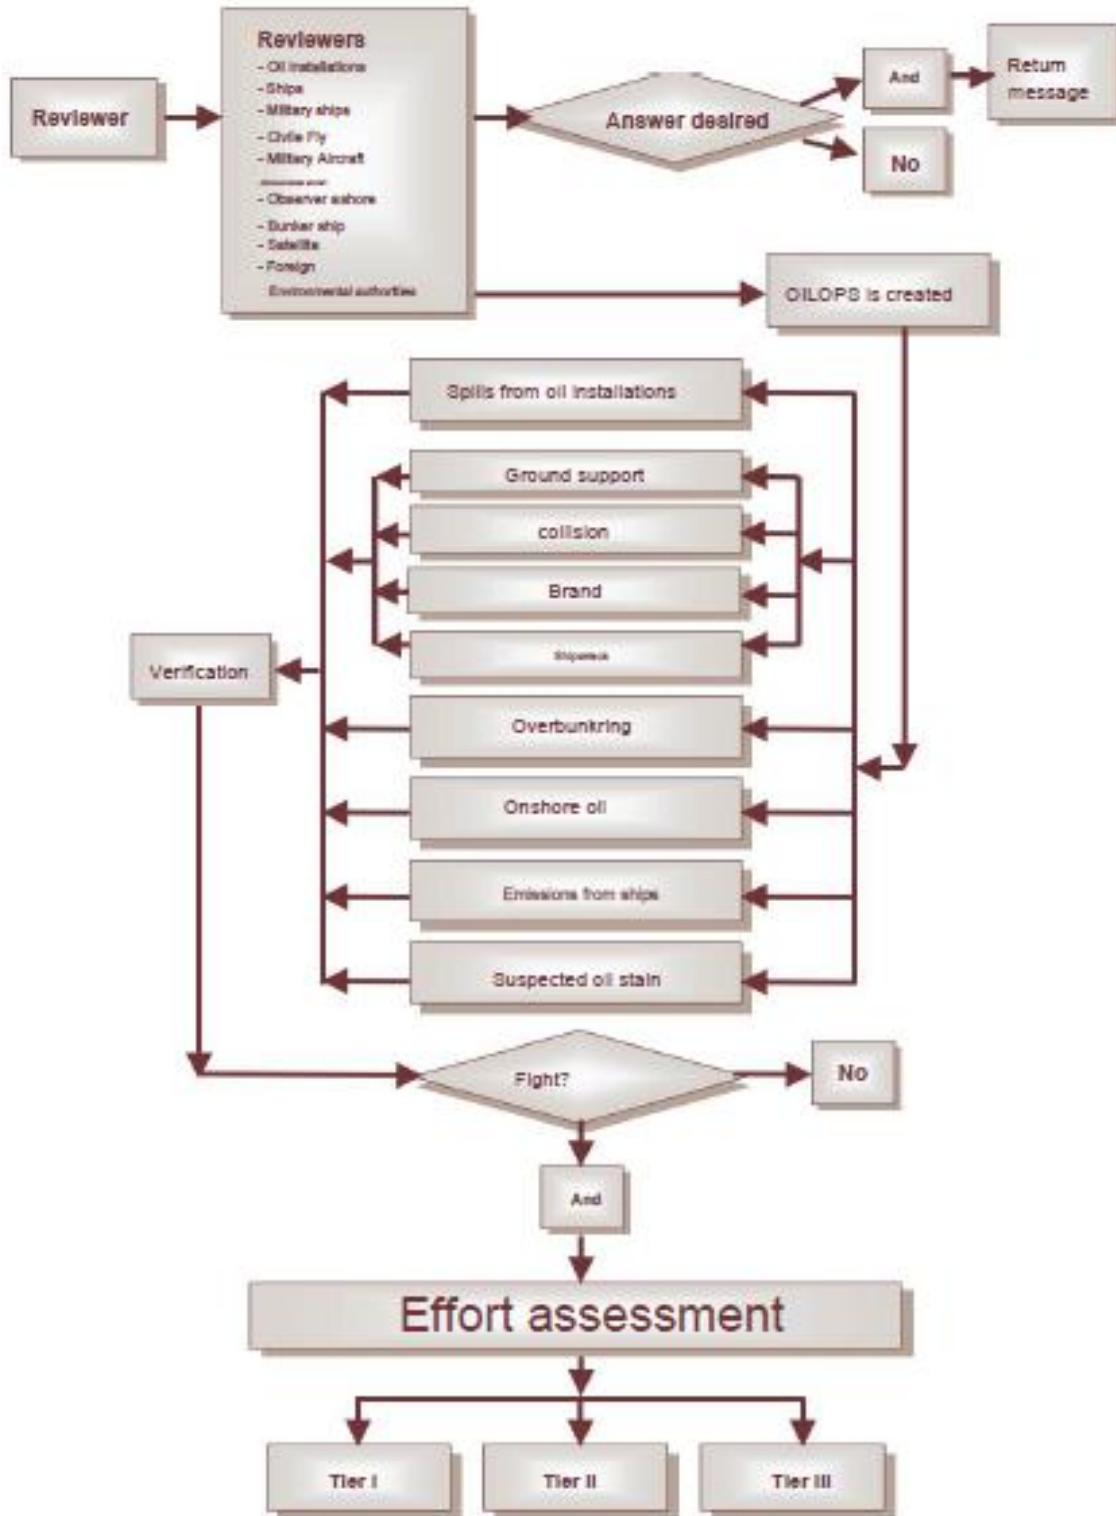 Reviewer
Reviewers
- Oil installations
- Ships
- Military ships
- Civile Fly
- Military Aircraft
- Observer ashore
- Bunker ship
- Satellite
- Foreign
Environmental authorities
Answer desired
And
Return
message
No
OILOPS is created
Spills from oil installations
Ground support
collision
Brand
Shipwreck
Verification
Overbunkring
Onshore oil
Emissions from ships
Suspected oil stain
Fight?
No
And
Effort assessment
Tier I
Tier II
Tier III